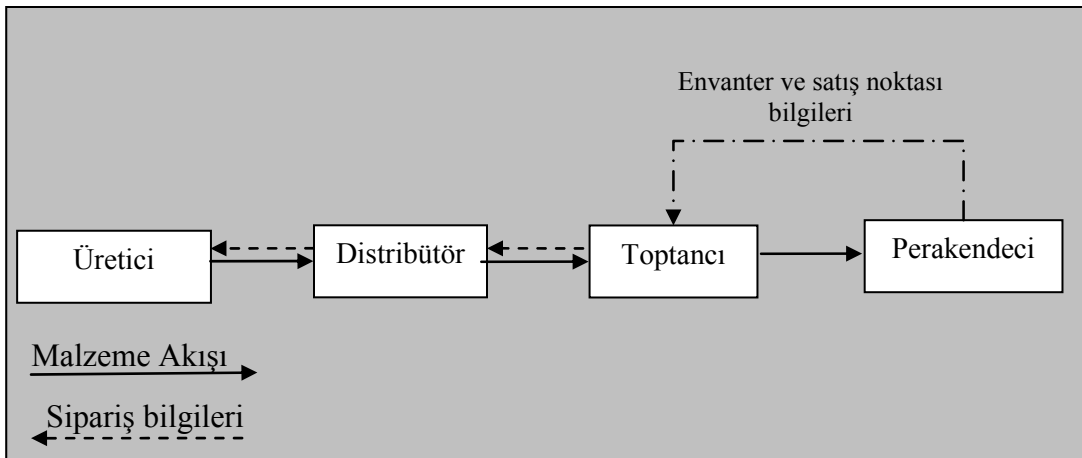 Envanter ve satış noktası
bilgileri
Üretici
Distribütör
Toptancı
Perakendeci
Malzeme Akışı
Sipariş bilgileri